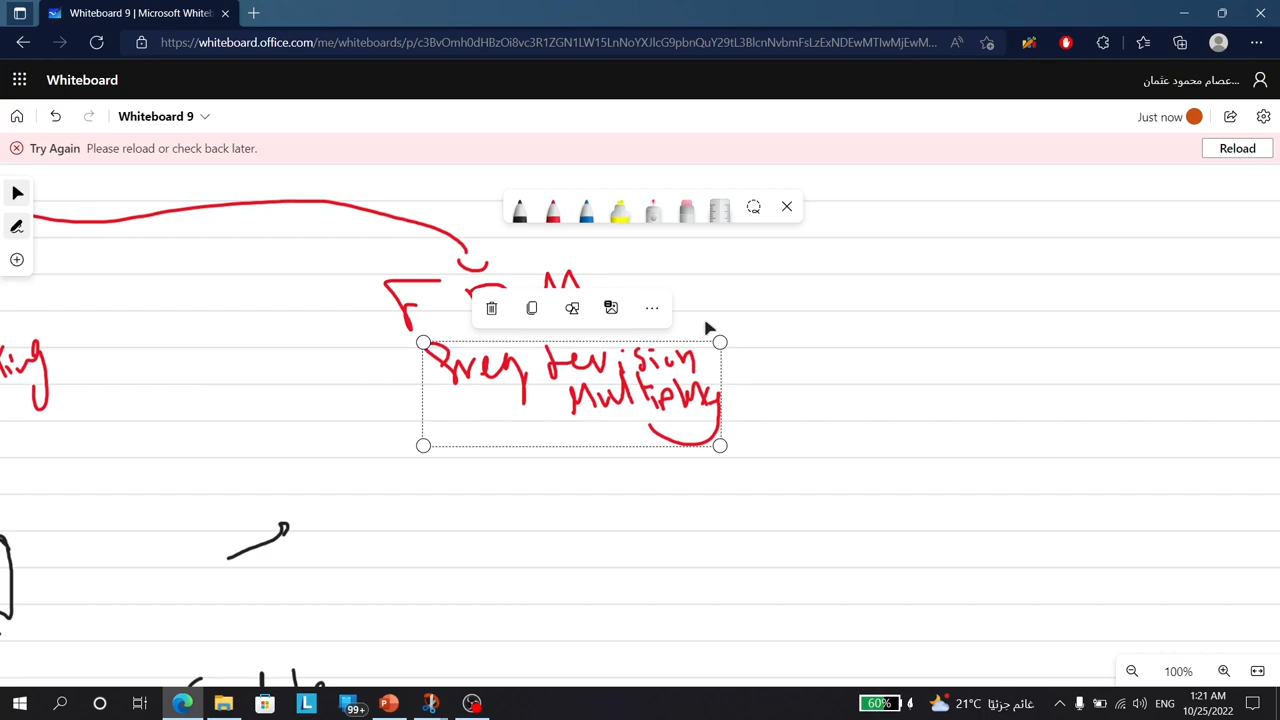 Whiteboard 9 | Microsoft Whiteb
https://whiteboard.office.com/me/whiteboards/p/c3BvOmh0dHBzOi8vc3R1ZGN1LW15LnNoYXJlcG9pbnQuY29tL3BlcnNvbmFsLzExNDEwMTIwMjEwM...
Whiteboard
عصام محمود عثمان...
Whiteboard 9
Just now
Try Again Please reload or check back later.
Reload
F D M
Freq devision
Multiplexing
100%
60%
21°C غائم جزئيًا
ENG
1:21 AM
10/25/2022
99+